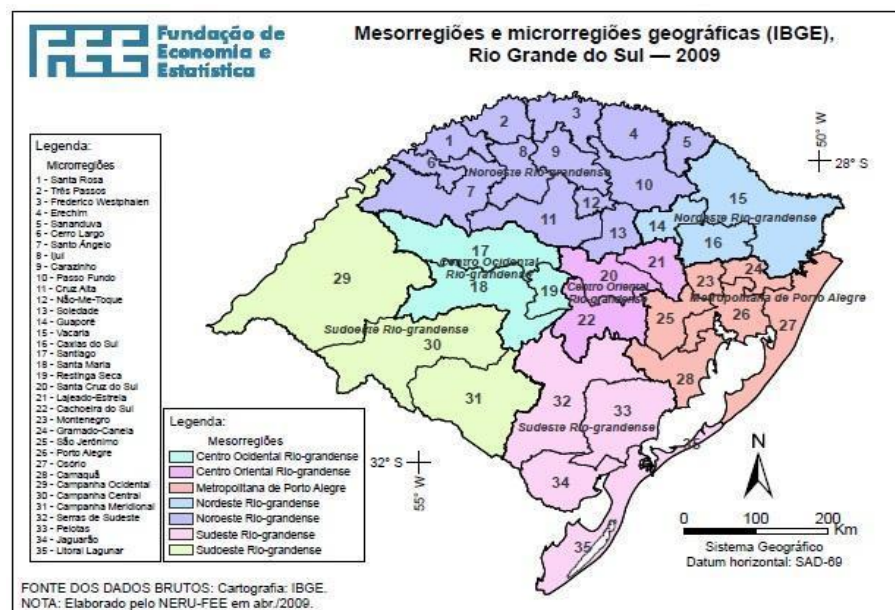 FEE
Fundação de
Economia e
Estatística
Mesorregiões e microrregiões geográficas (IBGE),
Rio Grande do Sul — 2009
Legenda:
Microrregiões
1 - Santa Rosa
2 - Três Passos
3 - Frederico Westphalen
4 - Erechim
5 - Sananduva
6 - Cerro Largo
7 - Santo Ângelo
8 - Ijuí
9 - Carazinho
10 - Passo Fundo
11 - Cruz Alta
12 - Não-Me-Toque
13 - Soledade
14 - Guaporé
15 - Vacaria
16 - Caxias do Sul
17 - Santiago
18 - Santa Maria
19 - Restinga Seca
20 - Santa Cruz do Sul
21 - Lajeado-Estrela
22 - Cachoeira do Sul
23 - Montenegro
24 - Gramado-Canela
25 - São Jerônimo
26 - Porto Alegre
27 - Osório
28 - Camaquã
29 - Campanha Ocidental
30 - Campanha Central
31 - Campanha Meridional
32 - Serras de Sudeste
33 - Pelotas
34 - Jaguarão
35 - Litoral Lagunar
Legenda:
Mesorregiões
Centro Ocidental Rio-grandense
Centro Oriental Rio-grandense
Metropolitana de Porto Alegre
Nordeste Rio-grandense
Noroeste Rio-grandense
Sudeste Rio-grandense
Sudoeste Rio-grandense
50° W
28° S
3
2
4
1
5
8
9
6
Noroeste Rio-grandense
7
10
15
12
11
13
14
Nordeste Rio-grandense
16
17
Centro Ocidental
Rio-grandense
18
19
20
21
Centro Oriental
Rio-grandense
22
23
24
Metropolitana de Porto Alegre
25
26
27
28
29
Sudoeste Rio-grandense
30
31
32
33
Sudeste Rio-grandense
34
35
35
32° S
55° W
N
0 100 200
Km
Sistema Geográfico
Datum horizontal: SAD-69
FONTE DOS DADOS BRUTOS: Cartografia: IBGE.
NOTA: Elaborado pelo NERU-FEE em abr./2009.